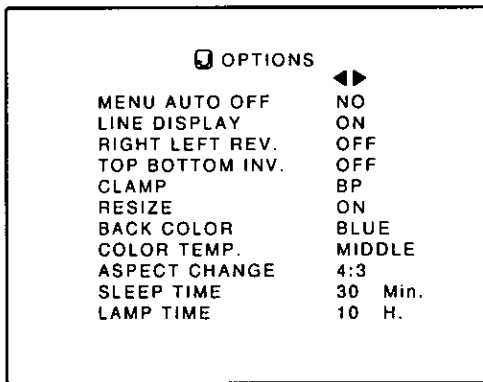 OPTIONS
MENU AUTO OFF NO
LINE DISPLAY ON
RIGHT LEFT REV. OFF
TOP BOTTOM INV. OFF
CLAMP BP
RESIZE ON
BACK COLOR BLUE
COLOR TEMP. MIDDLE
ASPECT CHANGE 4:3
SLEEP TIME 30 Min.
LAMP TIME 10 H.